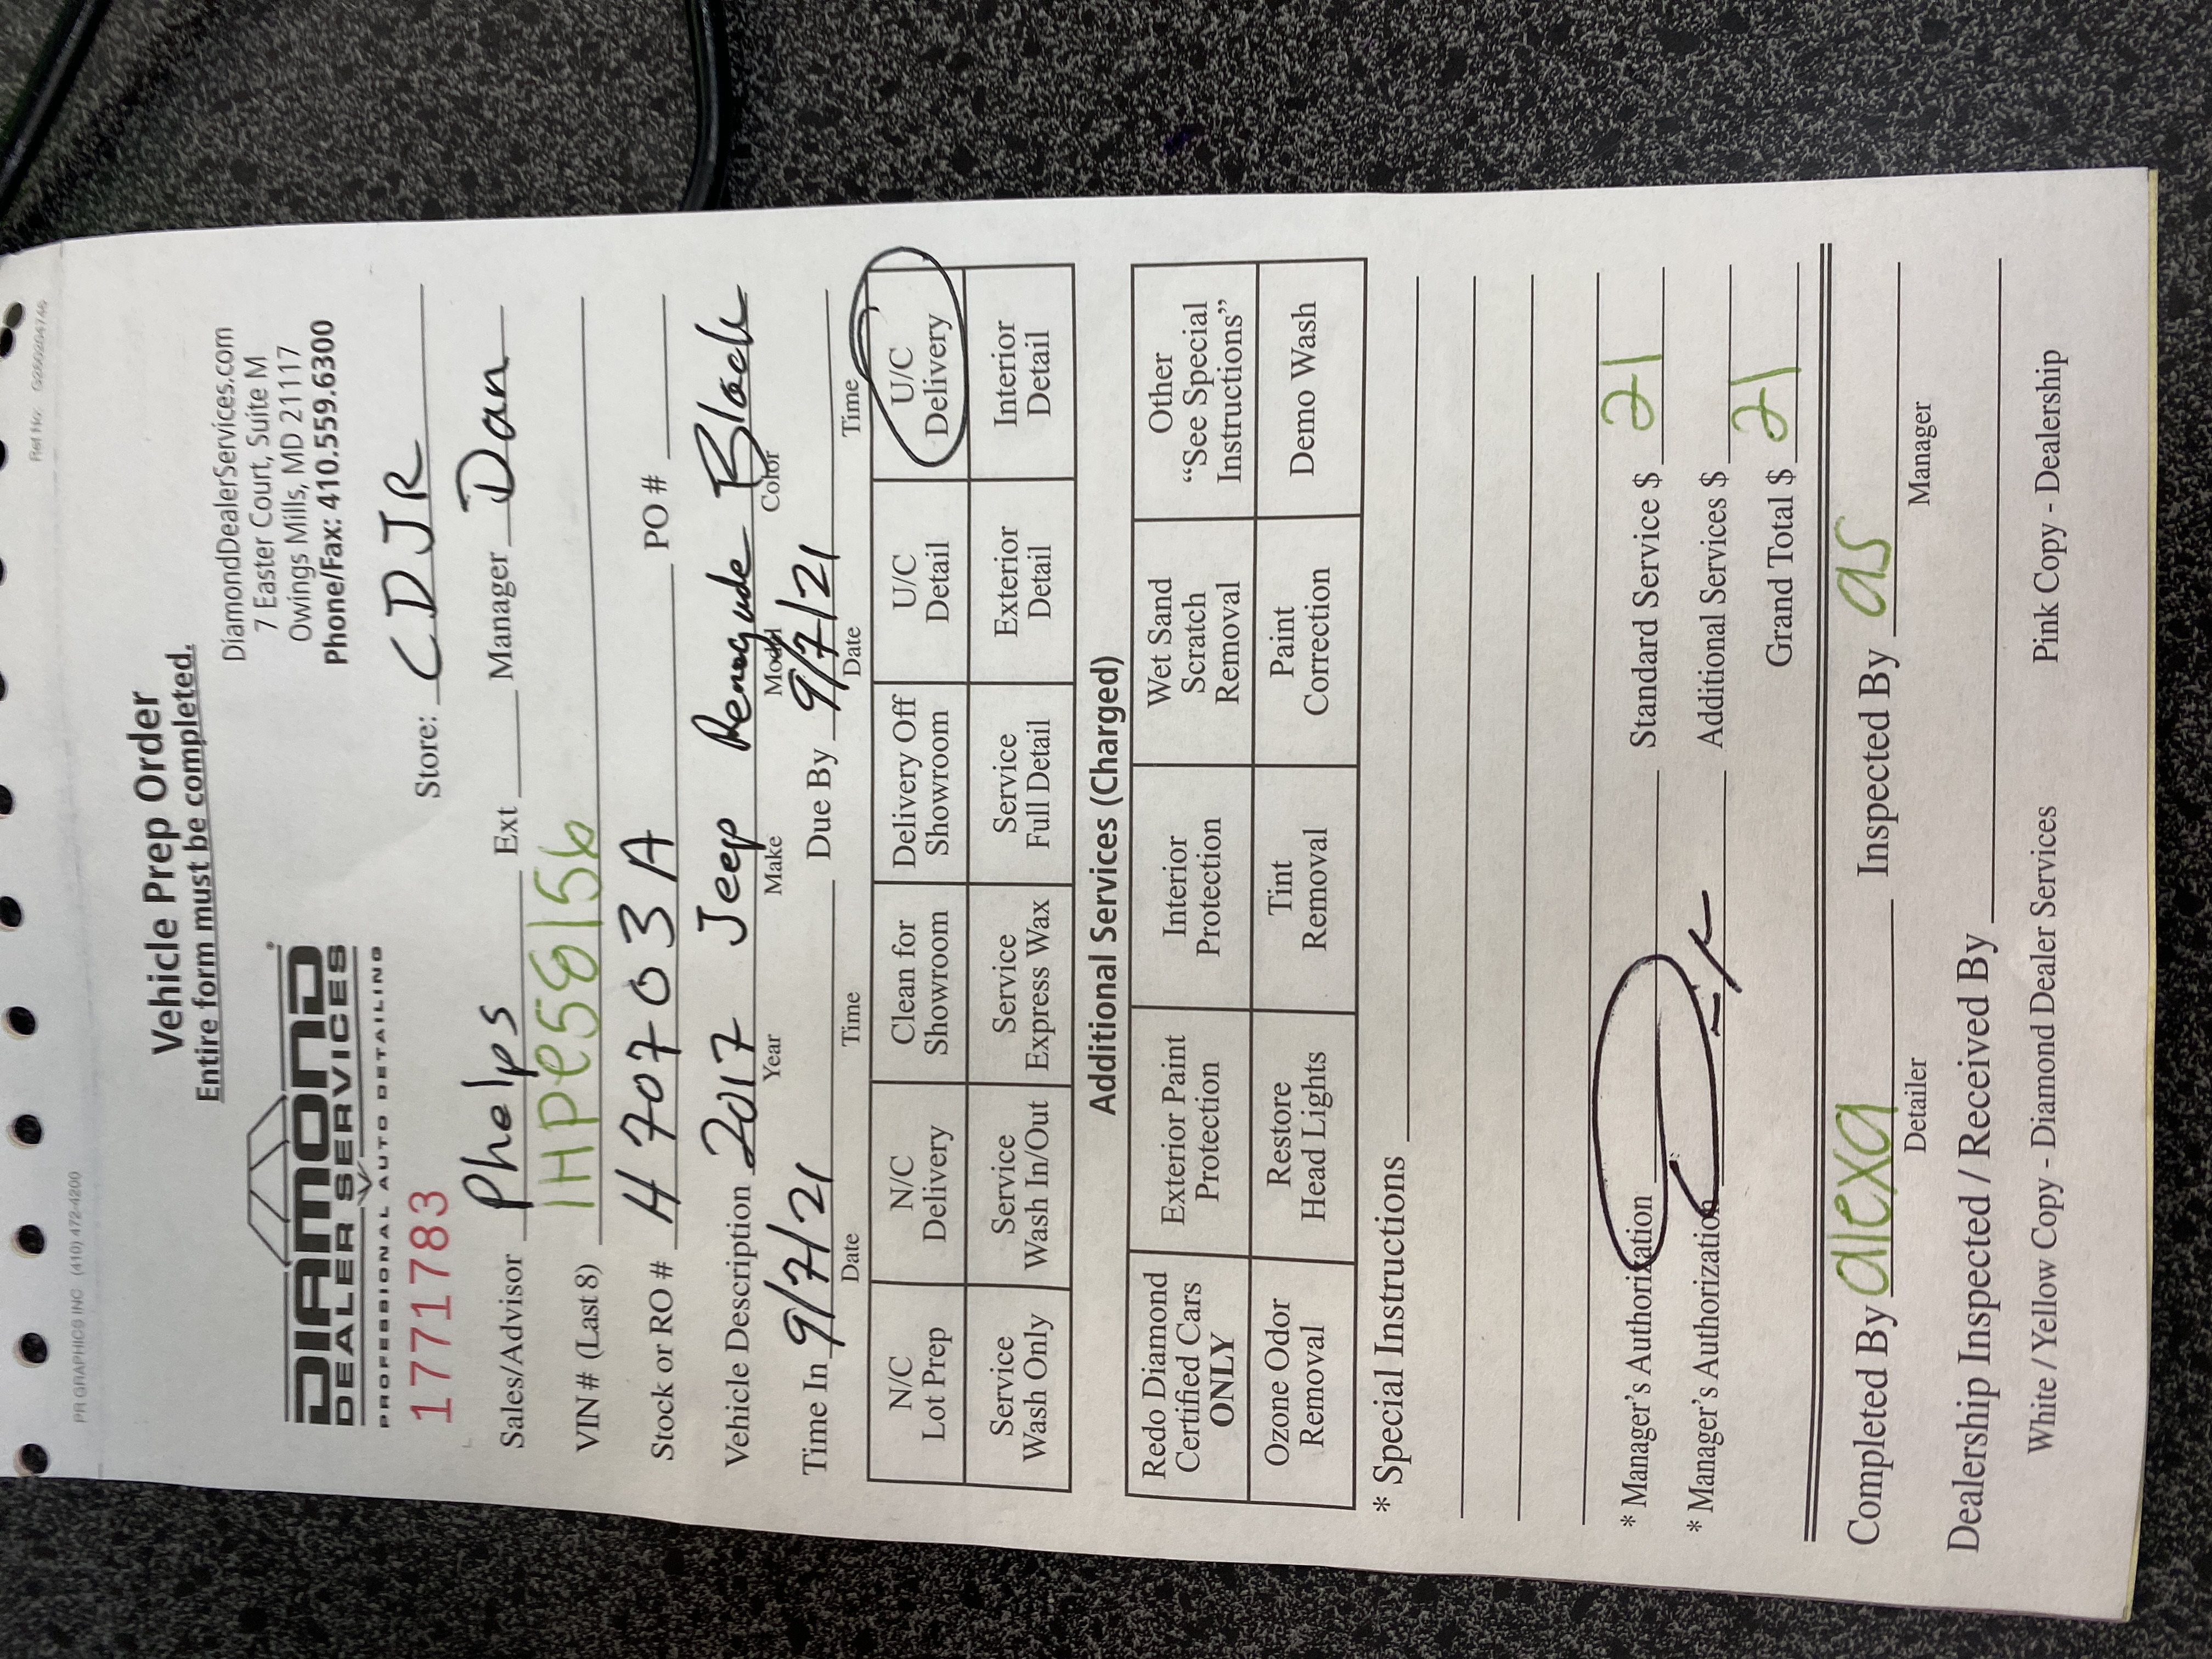 PR GRAPHICS INC (410) 472-4200 Ref No: G2000204746
Vehicle Prep Order
Entire form must be completed.
DIAMOND
DEALER SERVICES
PROFESSIONAL AUTO DETAILING
DiamondDealerServices.com
7 Easter Court, Suite M
Owings Mills, MD 21117
Phone/Fax: 410.559.6300
1771783 Store: CDJR
Sales/Advisor Phelps Ext Manager Dan
VIN # (Last 8) HPe58156
Stock or RO # H7073A PO #
Vehicle Description 2017 Jeep Renegude Black
Year Make Model Color
Time In 9/7/21 Due By 9/7/21
Date Time Date Time
N/C Lot Prep N/C Delivery Clean for Showroom Delivery Off Showroom U/C Detail U/C Delivery
Service Wash Only Service Wash In/Out Service Express Wax Service Full Detail Exterior Detail Interior Detail
Additional Services (Charged)
Redo Diamond Certified Cars ONLY Exterior Paint Protection Interior Protection Wet Sand Scratch Removal Other “See Special Instructions”
Ozone Odor Removal Restore Head Lights Tint Removal Paint Correction Demo Wash
* Special Instructions
* Manager’s Authorization Standard Service $ 21
* Manager’s Authorization Additional Services $
Grand Total $ 21
Completed By alexa Inspected By as
Detailer Manager
Dealership Inspected / Received By
White / Yellow Copy - Diamond Dealer Services Pink Copy - Dealership